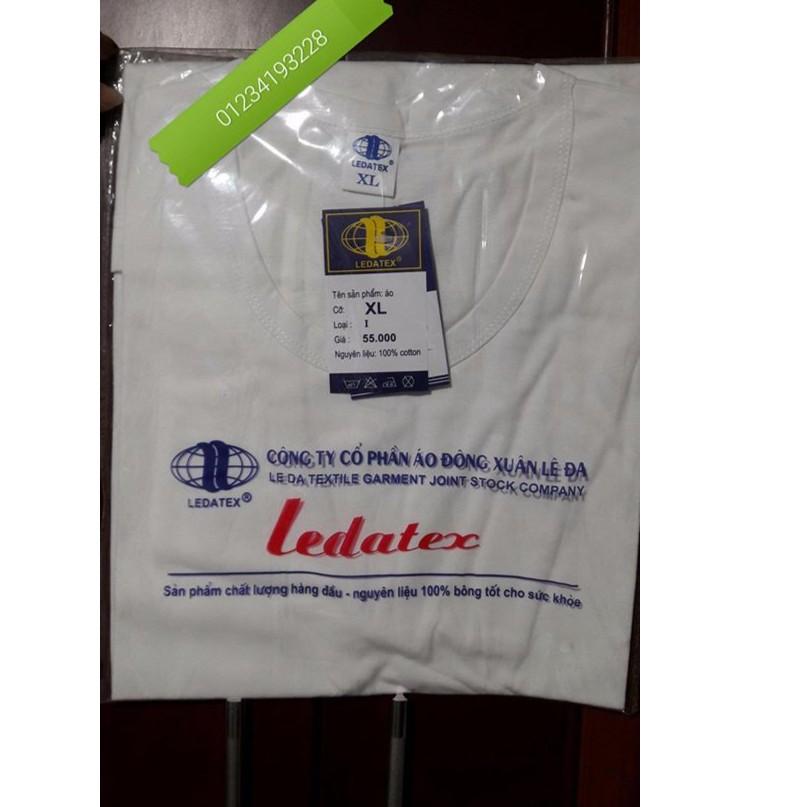 01234193228
LEDATEX®
XL
LEDATEX®
Tên sản phẩm: áo
Cỡ: XL
Loại : I
Giá : 55.000
Nguyên liệu: 100% cotton
CÔNG TY CỔ PHẦN ÁO ĐÔNG XUÂN LÊ ĐA
LE DA TEXTILE GARMENT JOINT STOCK COMPANY
LEDATEX®
Ledatex
Sản phẩm chất lượng hàng đầu - nguyên liệu 100% bông tốt cho sức khỏe